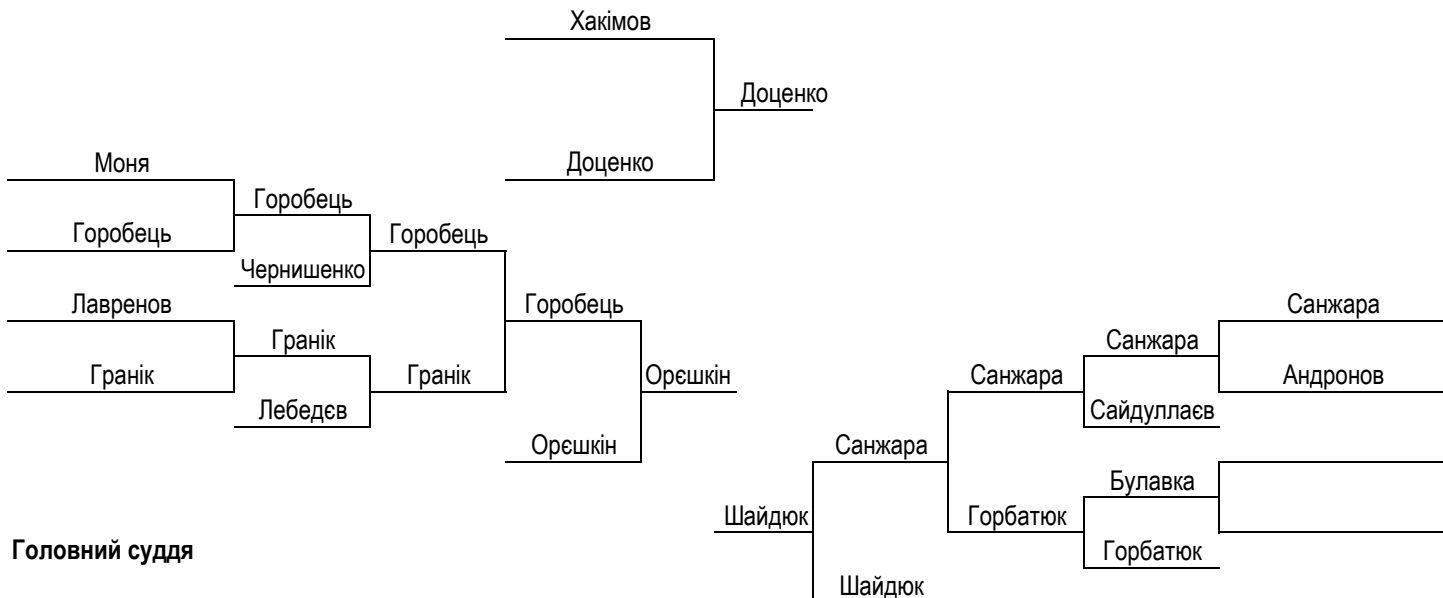 Хакімов
Доценко
Доценко
Моня
Горобець
Горобець
Горобець
Чернишенко
Лавренов
Горобець
Санжара
Гранік
Санжара
Гранік
Гранік
Орєшкін
Санжара
Андронов
Лебедєв
Сайдуллаєв
Орєшкін
Санжара
Булавка
Шайдюк
Горбатюк
Головний суддя
Горбатюк
Шайдюк